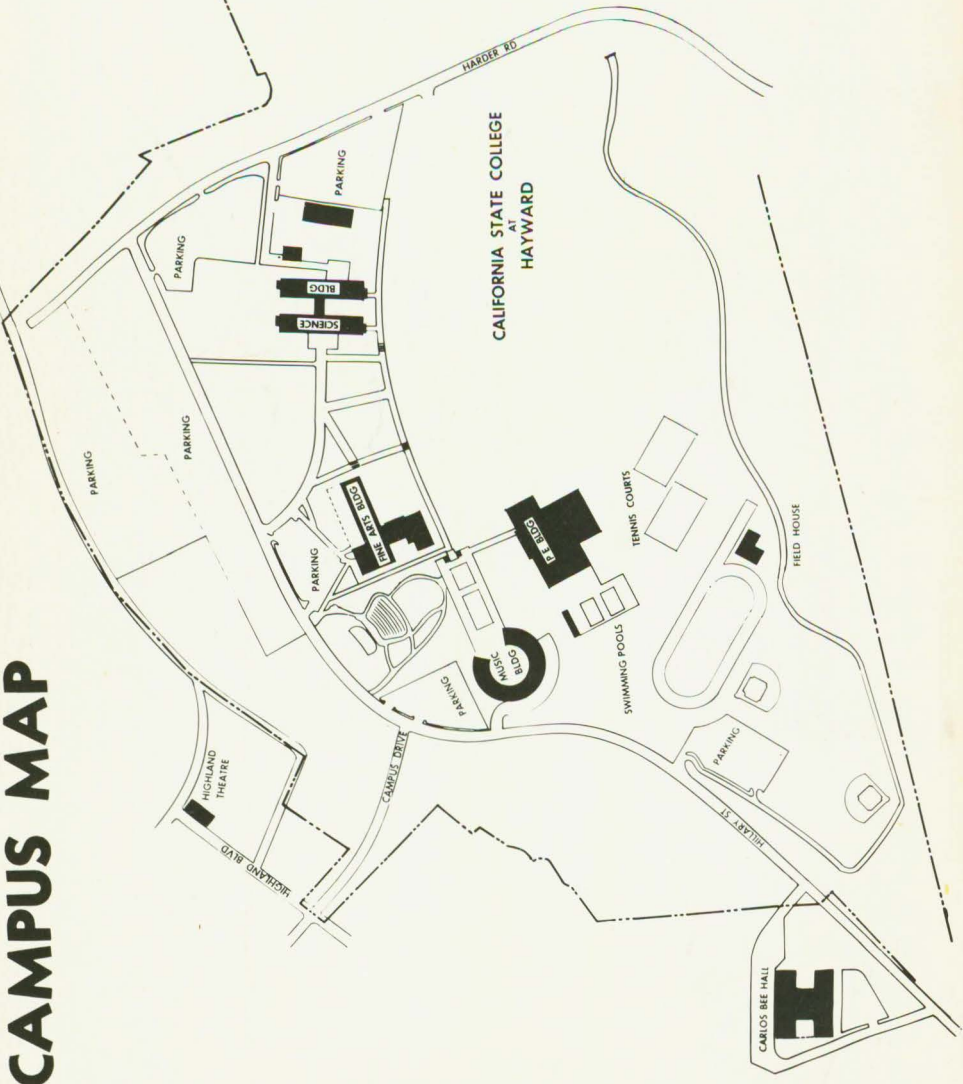 CAMPUS MAP
HARDER RD
CALIFORNIA STATE COLLEGE
AT
HAYWARD
PARKING
PARKING
SCIENCE
BLDG
PARKING
PARKING
FINE ARTS BLDG
PARKING
P E BLDG
TENNIS COURTS
FIELD HOUSE
SWIMMING POOLS
MUSIC
BLDG
PARKING
PARKING
HIGHLAND
THEATRE
HIGHLAND BLVD
CAMPUS DRIVE
HILLARY ST
CARLOS BEE HALL